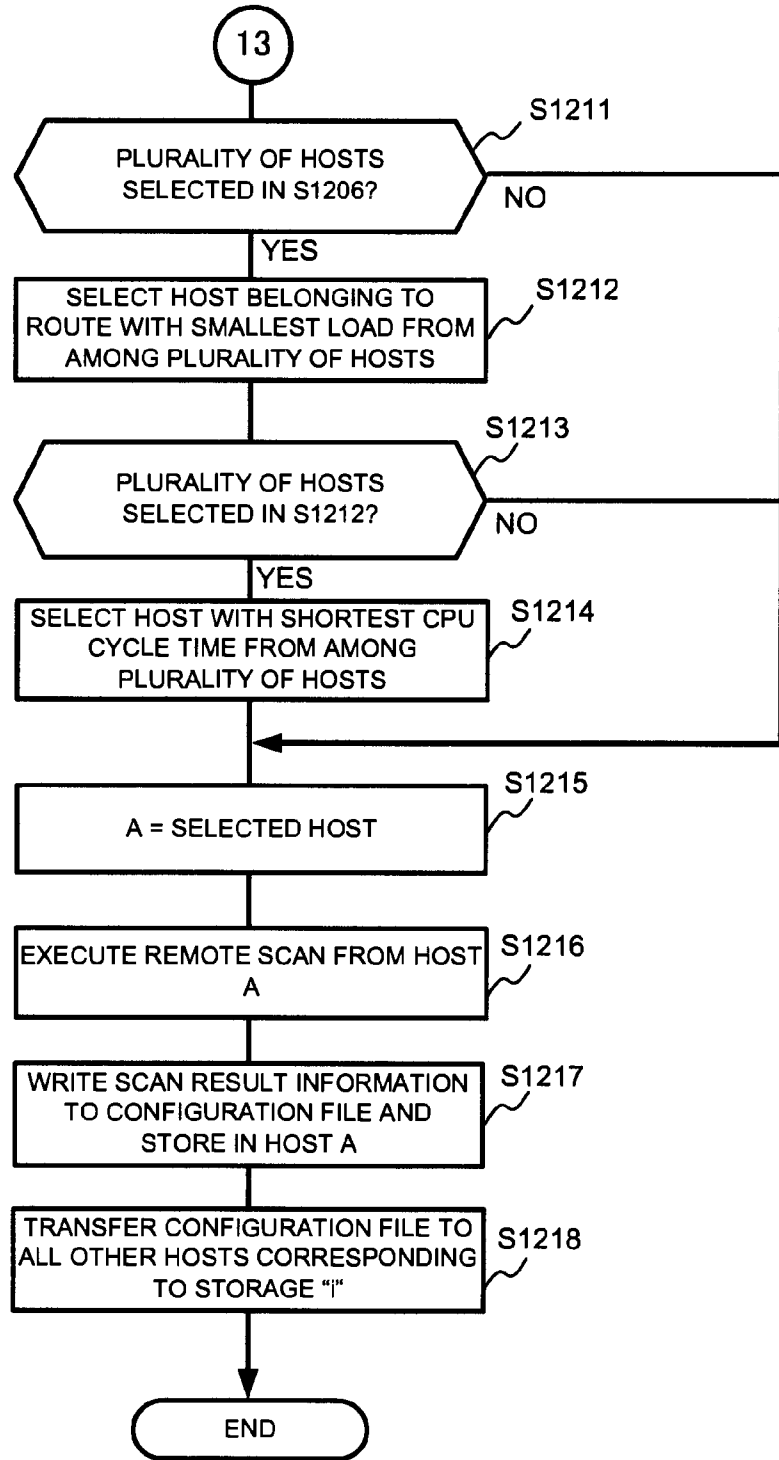 13
S1211
PLURALITY OF HOSTS
SELECTED IN S1206?
NO
YES
S1212
SELECT HOST BELONGING TO
ROUTE WITH SMALLEST LOAD FROM
AMONG PLURALITY OF HOSTS
S1213
PLURALITY OF HOSTS
SELECTED IN S1212?
NO
YES
S1214
SELECT HOST WITH SHORTEST CPU
CYCLE TIME FROM AMONG
PLURALITY OF HOSTS
S1215
A = SELECTED HOST
S1216
EXECUTE REMOTE SCAN FROM HOST
A
S1217
WRITE SCAN RESULT INFORMATION
TO CONFIGURATION FILE AND
STORE IN HOST A
S1218
TRANSFER CONFIGURATION FILE TO
ALL OTHER HOSTS CORRESPONDING
TO STORAGE “i”
END